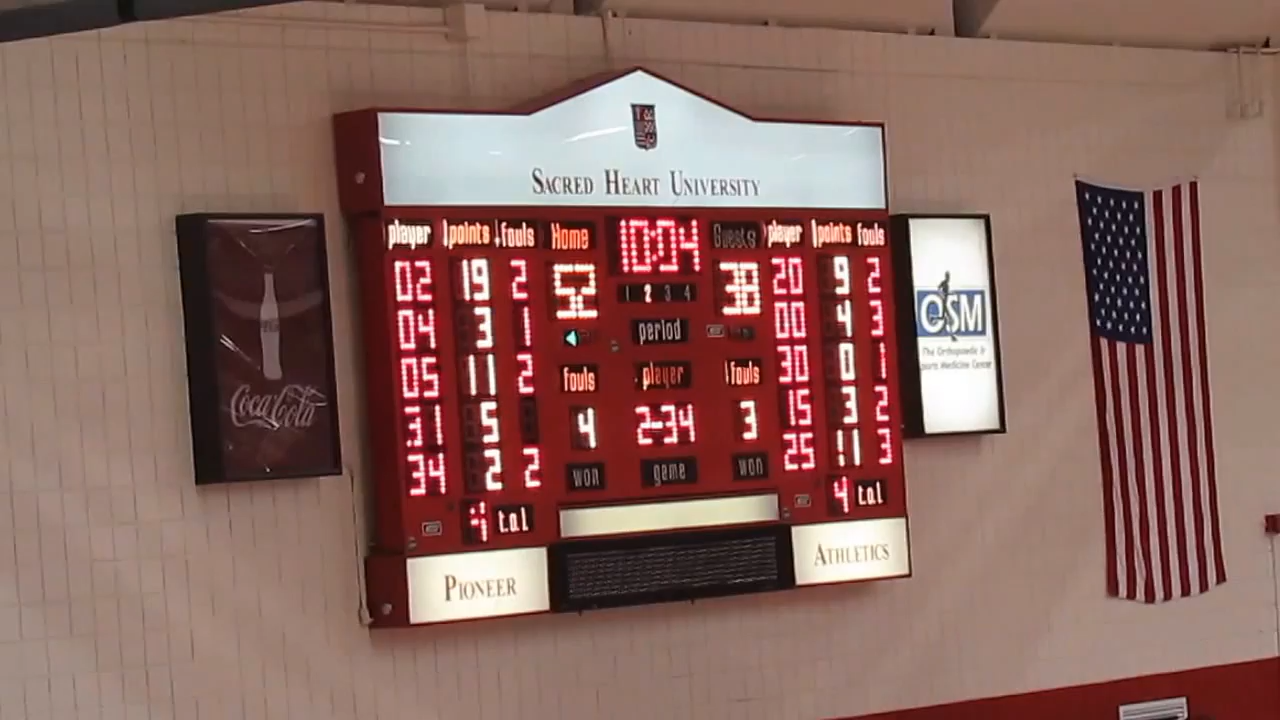 SACRED HEART UNIVERSITY
player points fouls Home 10:04 Guests player points fouls
02 19 2 52 38 20 9 2
1 2 3 4
04 3 1 period 00 4 3
05 11 2 fouls player fouls 30 0 1
31 5 4 2-34 3 15 3 2
34 2 2 won game won 25 11 3
4 t.o.l 4 t.o.l
PIONEER ATHLETICS
Coca-Cola
OSM
The Orthopaedic &
Sports Medicine Center